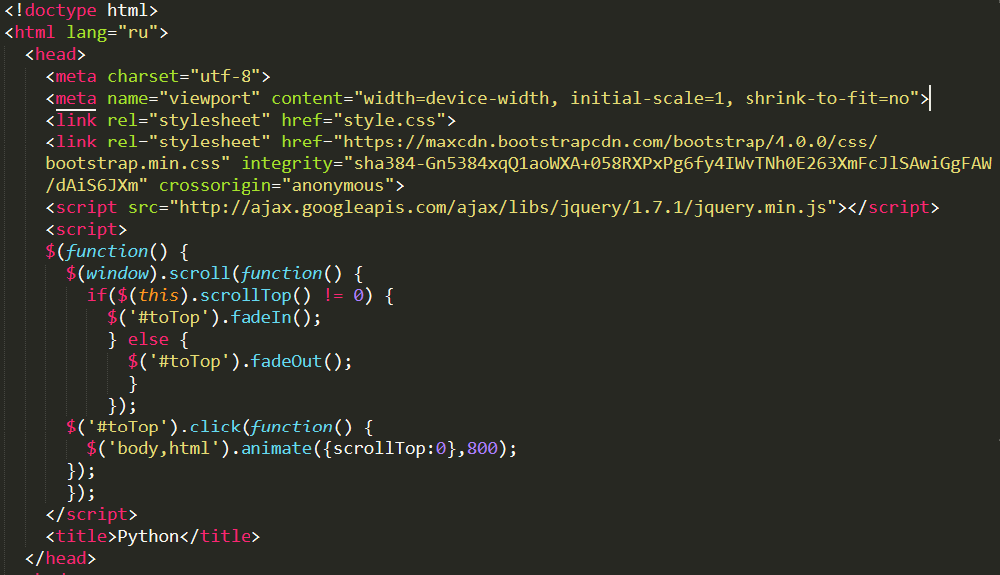 <!doctype html>
<html lang="ru">
<head>
<meta charset="utf-8">
<meta name="viewport" content="width=device-width, initial-scale=1, shrink-to-fit=no">
<link rel="stylesheet" href="style.css">
<link rel="stylesheet" href="https://maxcdn.bootstrapcdn.com/bootstrap/4.0.0/css/
bootstrap.min.css" integrity="sha384-Gn5384xqQ1aoWXA+058RXPxPg6fy4IWvTNh0E263XmFcJlSAwiGgFAW
/dAiS6JXm" crossorigin="anonymous">
<script src="http://ajax.googleapis.com/ajax/libs/jquery/1.7.1/jquery.min.js"></script>
<script>
$(function() {
$(window).scroll(function() {
if($(this).scrollTop() != 0) {
$('#toTop').fadeIn();
} else {
$('#toTop').fadeOut();
}
});
$('#toTop').click(function() {
$('body,html').animate({scrollTop:0},800);
});
});
</script>
<title>Python</title>
</head>